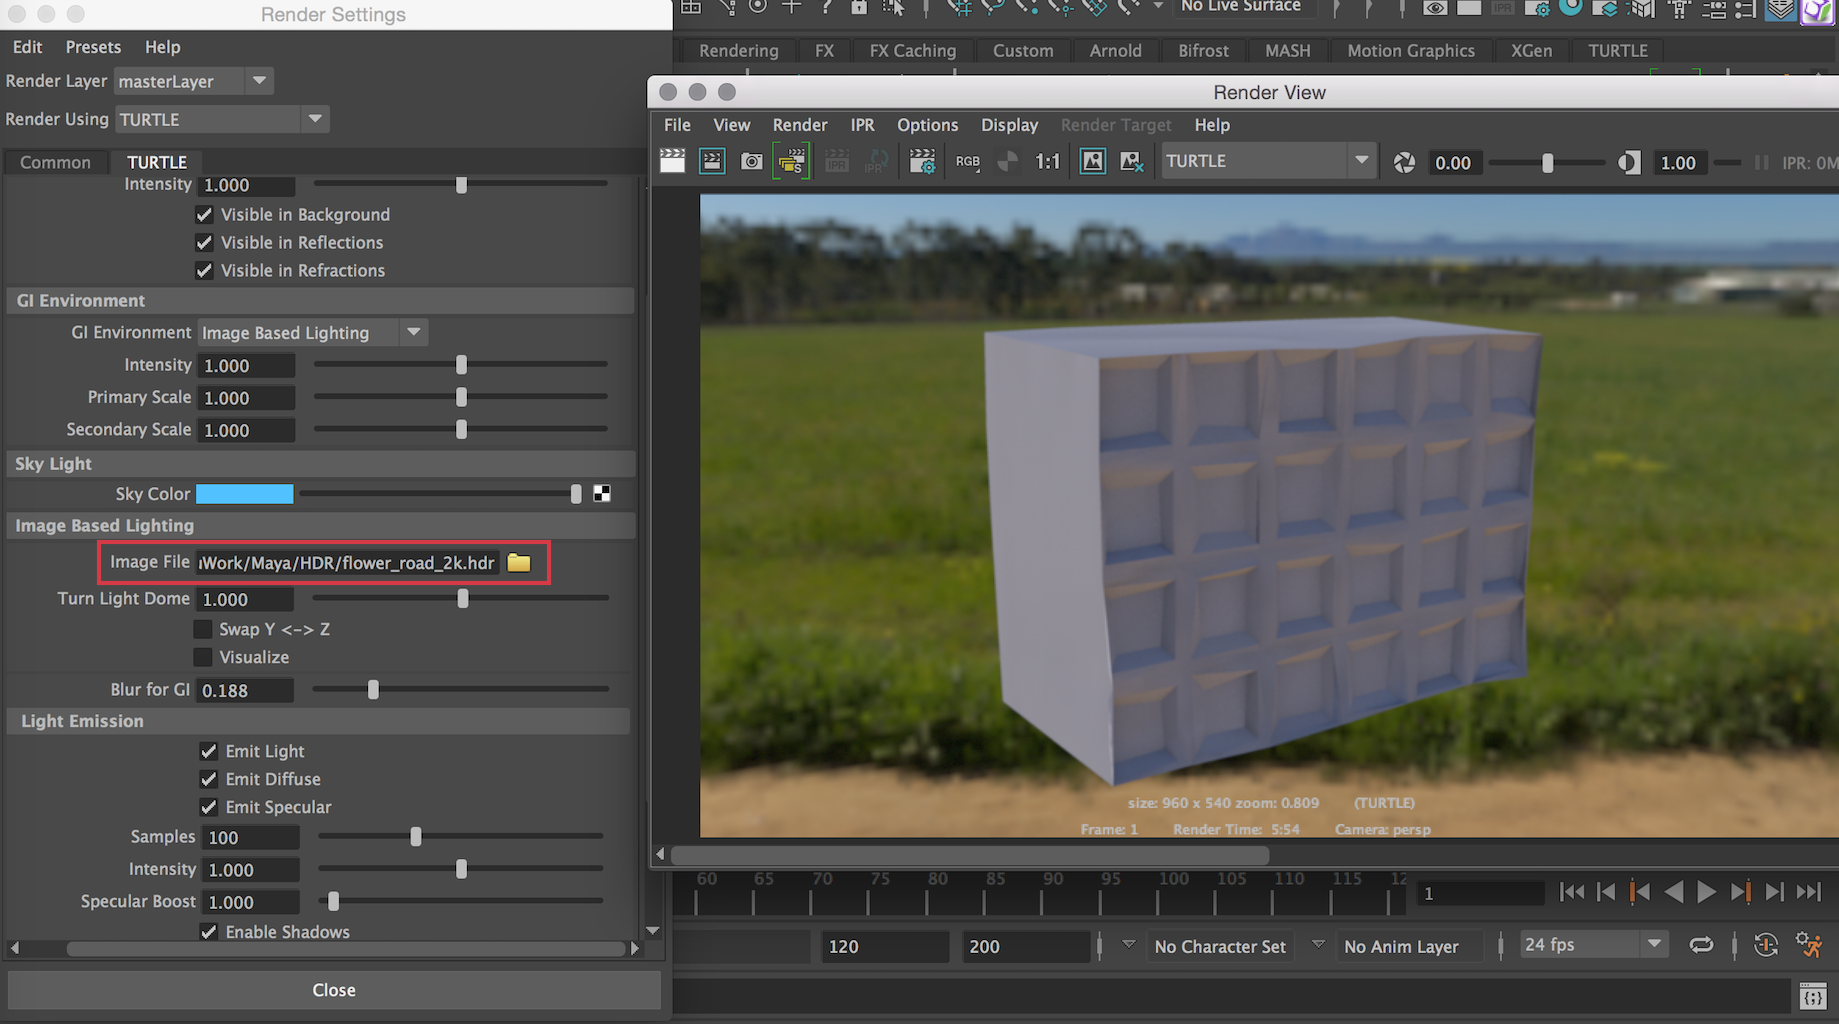 Render Settings
Edit Presets Help
Render Layer masterLayer
Render Using TURTLE
Common TURTLE
Intensity 1.000
Visible in Background
Visible in Reflections
Visible in Refractions
GI Environment
GI Environment Image Based Lighting
Intensity 1.000
Primary Scale 1.000
Secondary Scale 1.000
Sky Light
Sky Color
Image Based Lighting
Image File Work/Maya/HDR/flower_road_2k.hdr
Turn Light Dome 1.000
Swap Y <-> Z
Visualize
Blur for GI 0.188
Light Emission
Emit Light
Emit Diffuse
Emit Specular
Samples 100
Intensity 1.000
Specular Boost 1.000
Enable Shadows
Close
No Live Surface
IPR
Rendering FX FX Caching Custom Arnold Bifrost MASH Motion Graphics XGen TURTLE
Render View
File View Render IPR Options Display Render Target Help
S IPR IPR RGB 1:1 TURTLE 0.00 1.00 IPR: 0M
size: 960 x 540 zoom: 0.809 (TURTLE)
Frame: 1 Render Time: 5:54 Camera: persp
60 65 70 75 80 85 90 95 100 105 110 115 12
1
120 200 No Character Set No Anim Layer 24 fps
{;}